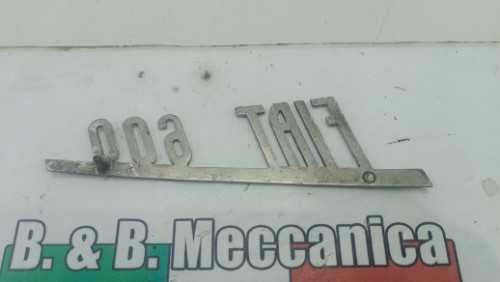 FIAT 600
B. & B. Meccanica